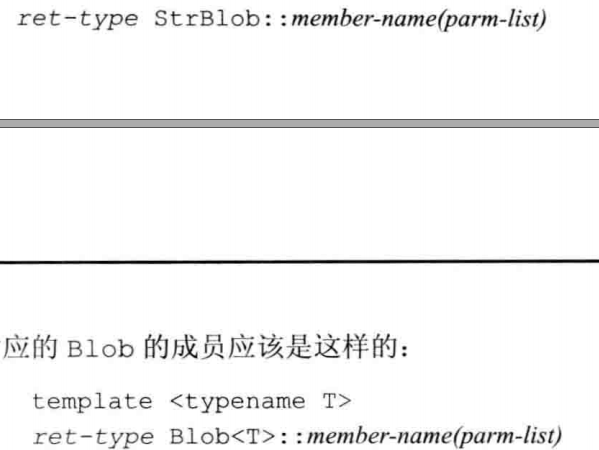 ret-type StrBlob::member-name(parm-list)
应的 Blob 的成员应该是这样的：
template <typename T>
ret-type Blob<T>::member-name(parm-list)